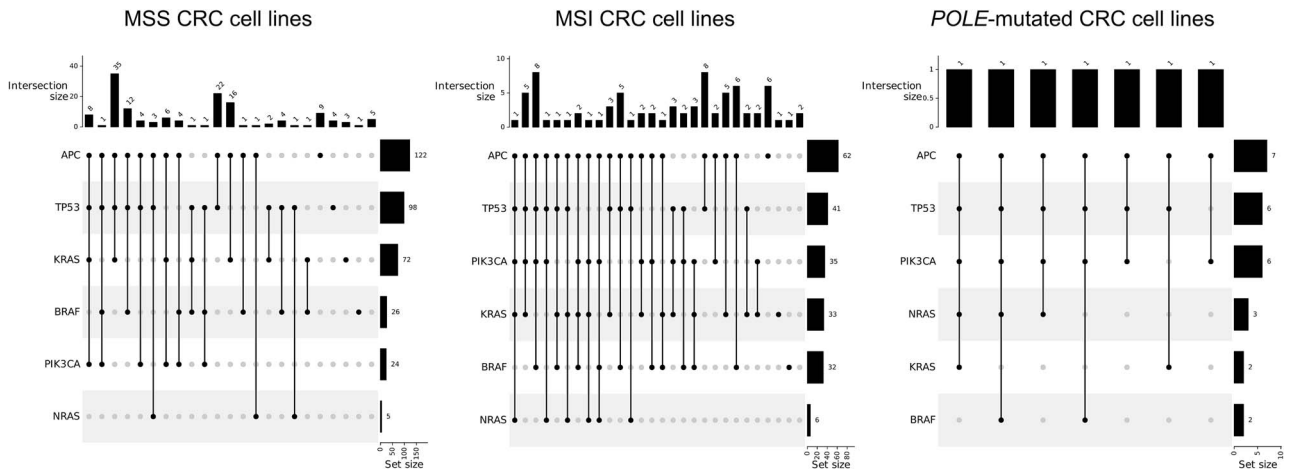 MSS CRC cell lines
Intersection size
40
20
0
8 1 35 12 4 3 6 4 1 1 22 16 1 1 2 4 1 1 9 4 3 1 5
APC 122
TP53 98
KRAS 72
BRAF 26
PIK3CA 24
NRAS 5
0 50 100 150
Set size
MSI CRC cell lines
Intersection size
10
5
0
1 5 8 1 1 1 2 1 1 3 5 1 2 2 1 3 2 3 8 2 5 6 2 2 6 1 1 2
APC 62
TP53 41
PIK3CA 35
KRAS 33
BRAF 32
NRAS 6
0 20 40 60 80
Set size
POLE-mutated CRC cell lines
Intersection size
1.0
0.5
0.0
1 1 1 1 1 1 1
APC 7
TP53 6
PIK3CA 6
NRAS 3
KRAS 2
BRAF 2
0 5 10
Set size